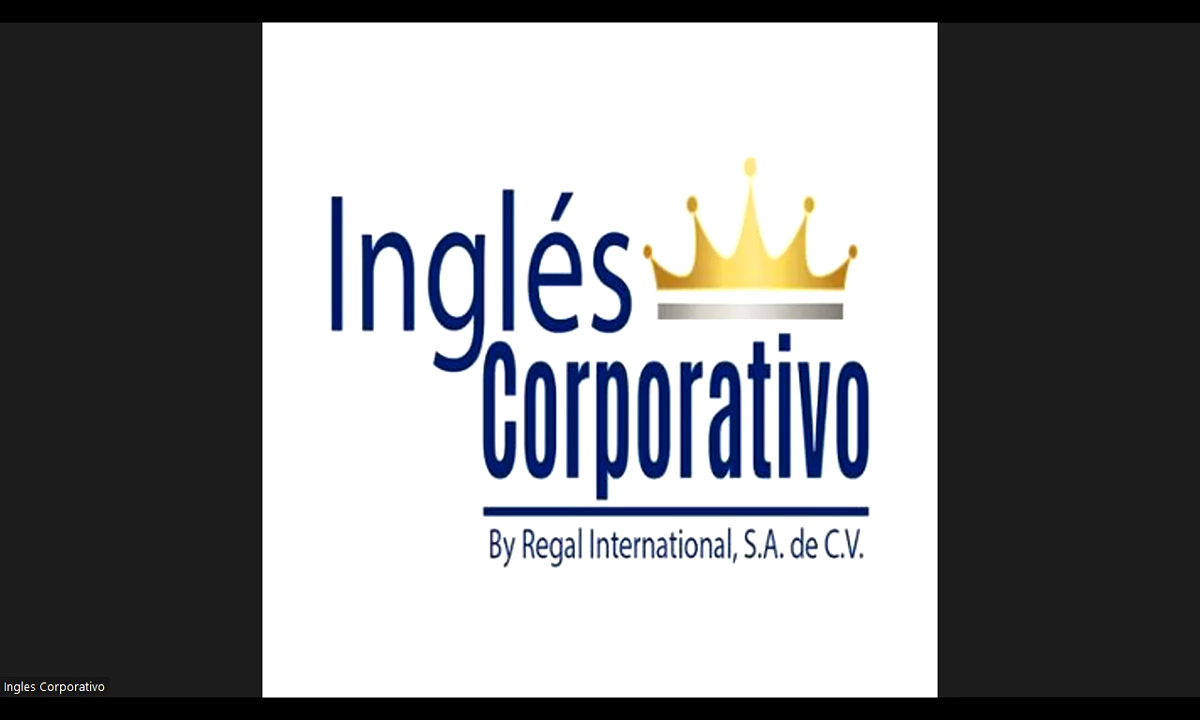 Inglés
Corporativo
By Regal International, S.A. de C.V.
Ingles Corporativo